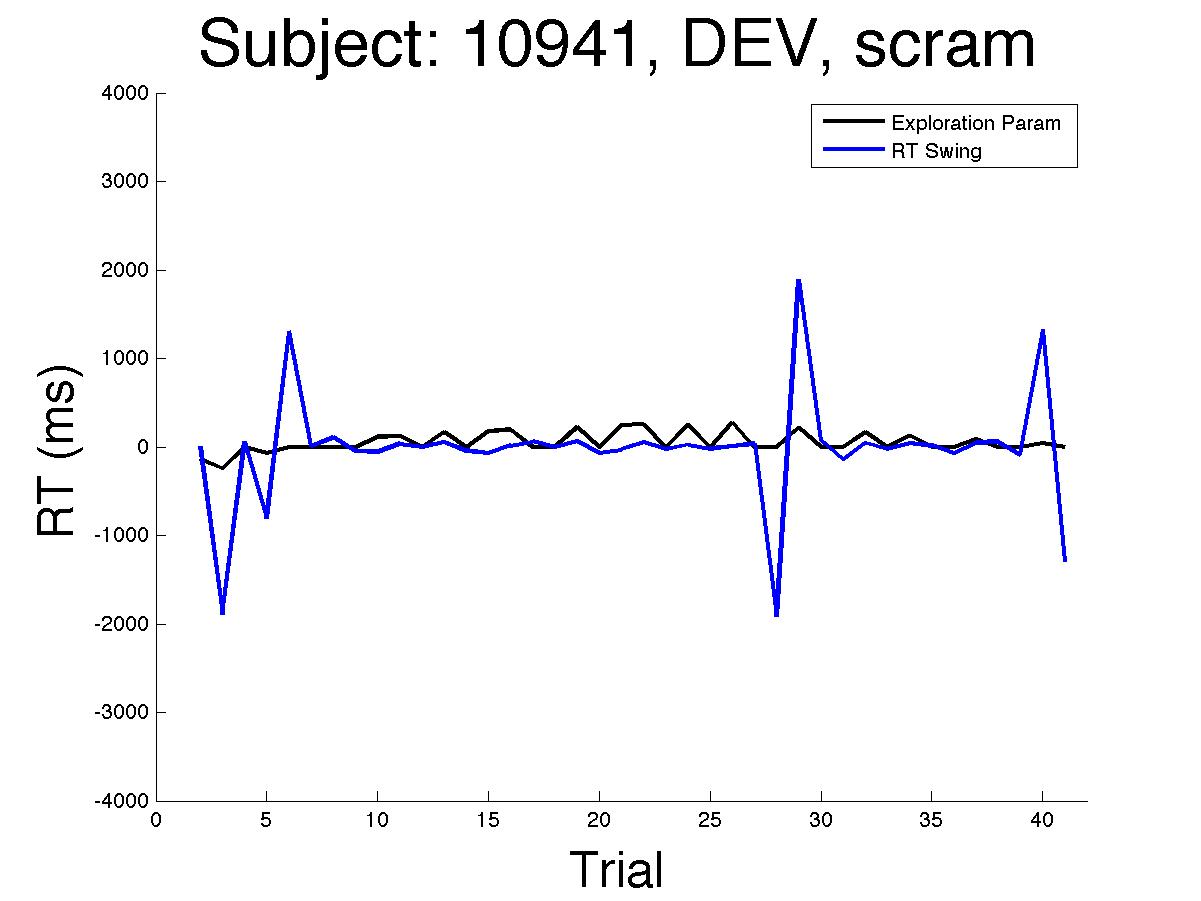 Subject: 10941, DEV, scram
Exploration Param
RT Swing
RT (ms)
4000
3000
2000
1000
0
-1000
-2000
-3000
-4000
0 5 10 15 20 25 30 35 40
Trial